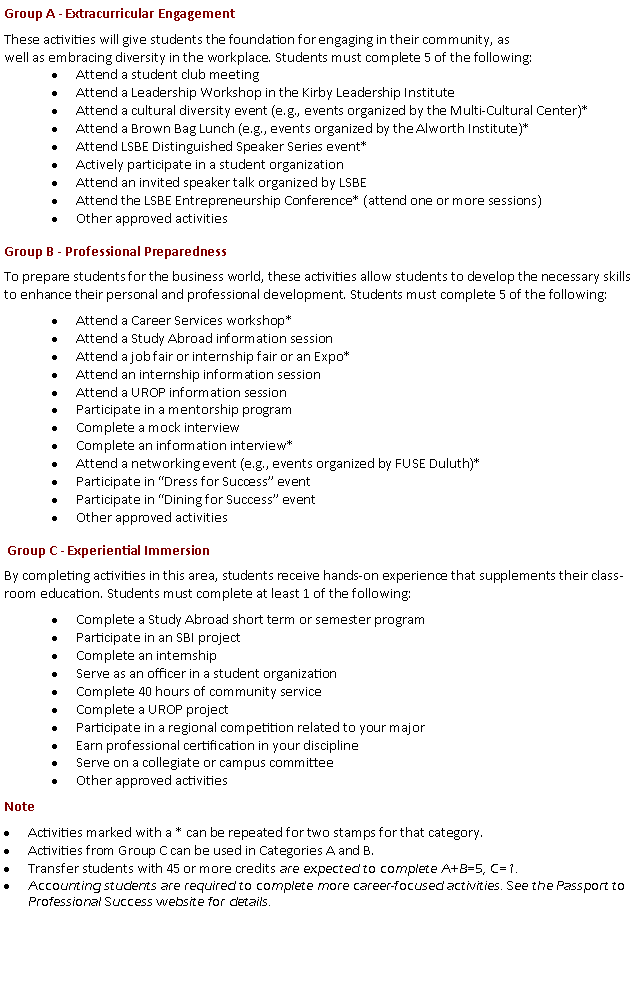 Group A - Extracurricular Engagement
These activities will give students the foundation for engaging in their community, as
well as embracing diversity in the workplace. Students must complete 5 of the following:
• Attend a student club meeting
• Attend a Leadership Workshop in the Kirby Leadership Institute
• Attend a cultural diversity event (e.g., events organized by the Multi-Cultural Center)*
• Attend a Brown Bag Lunch (e.g., events organized by the Alworth Institute)*
• Attend LSBE Distinguished Speaker Series event*
• Actively participate in a student organization
• Attend an invited speaker talk organized by LSBE
• Attend the LSBE Entrepreneurship Conference* (attend one or more sessions)
• Other approved activities
Group B - Professional Preparedness
To prepare students for the business world, these activities allow students to develop the necessary skills
to enhance their personal and professional development. Students must complete 5 of the following:
• Attend a Career Services workshop*
• Attend a Study Abroad information session
• Attend a job fair or internship fair or an Expo*
• Attend an internship information session
• Attend a UROP information session
• Participate in a mentorship program
• Complete a mock interview
• Complete an information interview*
• Attend a networking event (e.g., events organized by FUSE Duluth)*
• Participate in “Dress for Success” event
• Participate in “Dining for Success” event
• Other approved activities
Group C - Experiential Immersion
By completing activities in this area, students receive hands-on experience that supplements their class-
room education. Students must complete at least 1 of the following:
• Complete a Study Abroad short term or semester program
• Participate in an SBI project
• Complete an internship
• Serve as an officer in a student organization
• Complete 40 hours of community service
• Complete a UROP project
• Participate in a regional competition related to your major
• Earn professional certification in your discipline
• Serve on a collegiate or campus committee
• Other approved activities
Note
• Activities marked with a * can be repeated for two stamps for that category.
• Activities from Group C can be used in Categories A and B.
• Transfer students with 45 or more credits are expected to complete A+B=5, C=1.
• Accounting students are required to complete more career-focused activities. See the Passport to
Professional Success website for details.